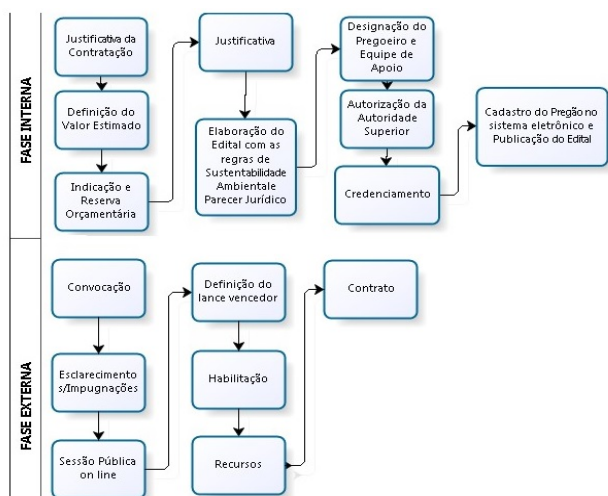 FASE INTERNA
Justificativa da
Contratação
Definição do
Valor Estimado
Indicação e
Reserva
Orçamentária
Justificativa
Elaboração do
Edital com as
regras de
Sustentabilidade
Ambientale
Parecer Jurídico
Designação do
Pregoeiro e
Equipe de
Apoio
Autorização da
Autoridade
Superior
Credenciamento
Cadastro do Pregão no
sistema eletrônico e
Publicação do Edital
FASE EXTERNA
Convocação
Esclarecimento
s/Impugnações
Sessão Pública
on line
Definição do
lance vencedor
Habilitação
Recursos
Contrato